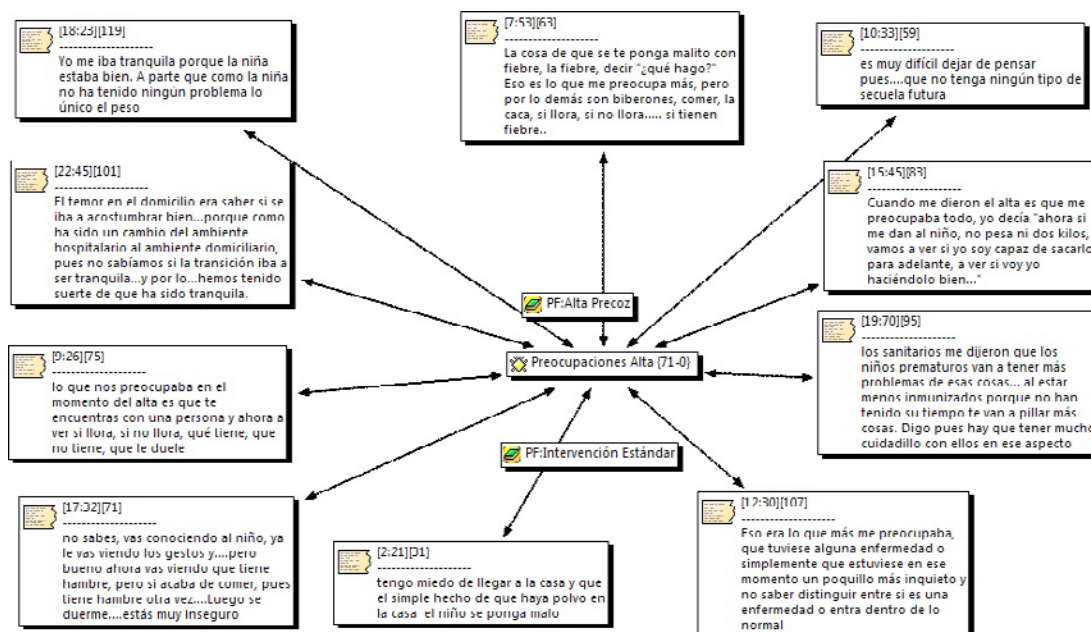 [18:23][119]
--------------------
Yo me iba tranquila porque la niña
estaba bien. A parte que como la niña
no ha tenido ningún problema lo
único el peso
[7:53][63]
--------------------
La cosa de que se te ponga malito con
fiebre, la fiebre, decir "¿qué hago?"
Eso es lo que me preocupa más, pero
por lo demás son biberones, comer, la
caca, si llora, si no llora..... si tienen
fiebre..
[10:33][59]
--------------------
es muy difícil dejar de pensar
pues....que no tenga ningún tipo de
secuela futura
[22:45][101]
--------------------
El temor en el domicilio era saber si se
iba a acostumbrar bien...porque como
ha sido un cambio del ambiente
hospitalario al ambiente domiciliario,
pues no sabíamos si la transición iba a
ser tranquila...y por lo...hemos tenido
suerte de que ha sido tranquila.
[15:45][83]
--------------------
Cuando me dieron el alta es que me
preocupaba todo, yo decía "ahora si
me dan al niño, no pesa ni dos kilos,
vamos a ver si yo soy capaz de sacarlo
para adelante, a ver si voy yo
haciéndolo bien..."
PF:Alta Precoz
Preocupaciones Alta {71-0}
[9:26][75]
--------------------
lo que nos preocupaba en el
momento del alta es que te
encuentras con una persona y ahora a
ver si llora, si no llora, qué tiene, que
no tiene, que le duele
[19:70][95]
--------------------
los sanitarios me dijeron que los
niños prematuros van a tener más
problemas de esas cosas... al estar
menos inmunizados porque no han
tenido su tiempo te van a pillar más
cosas. Digo pues hay que tener mucho
cuidadillo con ellos en ese aspecto
PF:Intervención Estándar
[17:32][71]
--------------------
no sabes, vas conociendo al niño, ya
le vas viendo los gestos y....pero
bueno ahora vas viendo que tiene
hambre, pero si acaba de comer, pues
tiene hambre otra vez....Luego se
duerme....estás muy inseguro
[2:21][31]
--------------------
tengo miedo de llegar a la casa y que
el simple hecho de que haya polvo en
la casa el niño se ponga malo
[12:30][107]
--------------------
Eso era lo que más me preocupaba,
que tuviese alguna enfermedad o
simplemente que estuviese en ese
momento un poquillo más inquieto y
no saber distinguir entre si es una
enfermedad o entra dentro de lo
normal